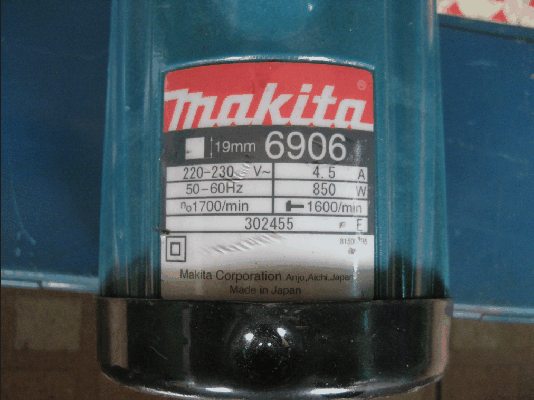 makita ®
19mm 6906
220-230 V~ 4.5 A
50-60Hz 850 W
n₀1700/min 1600/min
302455 E
Makita Corporation Anjo, Aichi, Japan
Made in Japan